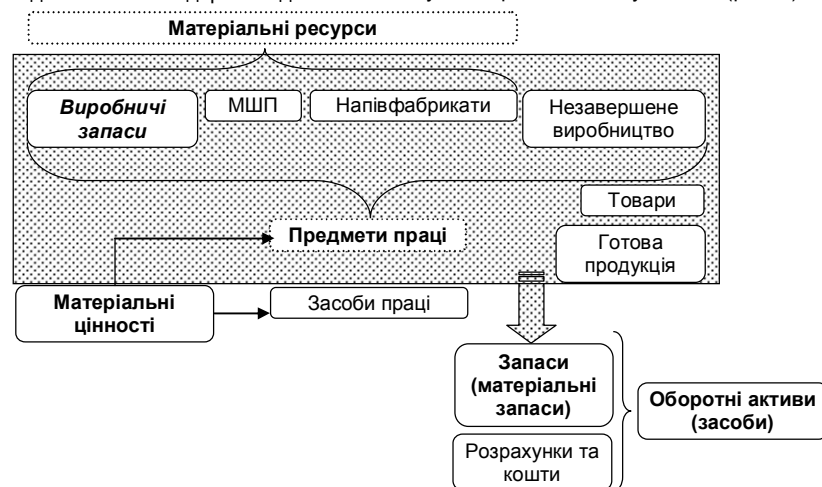 Матеріальні ресурси
Виробничі
запаси
МШП
Напівфабрикати
Незавершене
виробництво
Товари
Предмети праці
Готова
продукція
Матеріальні
цінності
Засоби праці
Запаси
(матеріальні
запаси)
Оборотні активи
(засоби)
Розрахунки та
кошти